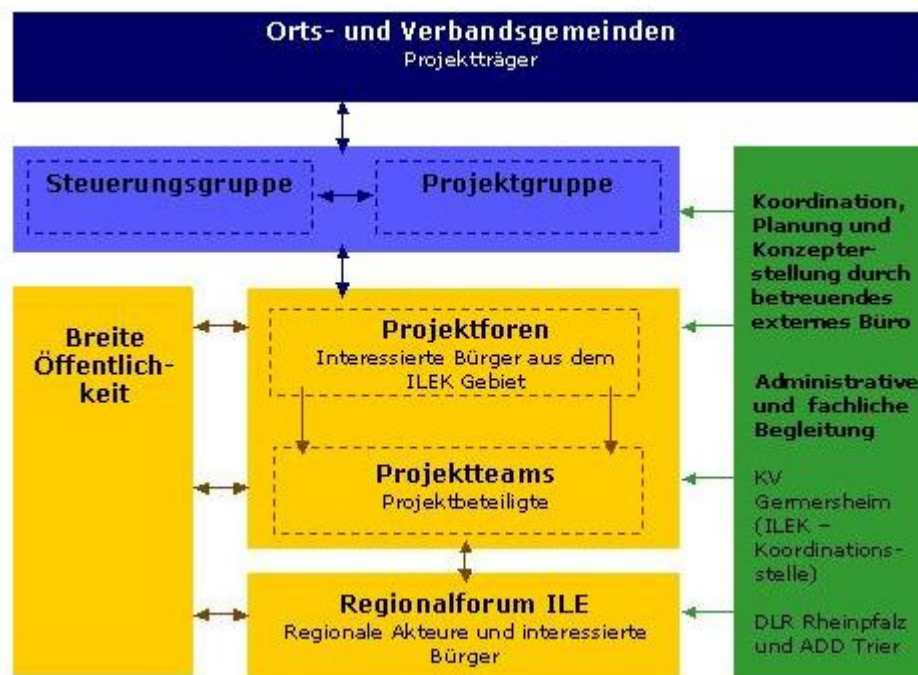 Orts- und Verbandsgemeinden
Projektträger
Steuerungsgruppe
Projektgruppe
Breite
Öffentlich-
keit
Projektforen
Interessierte Bürger aus dem
ILEK Gebiet
Projektteams
Projektbeteiligte
Regionalforum ILE
Regionale Akteure und interessierte
Bürger
Koordination,
Planung und
Konzepter-
stellung durch
betreuendes
externes Büro
Administrative
und fachliche
Begleitung
KV
Germersheim
(ILEK –
Koordinations-
stelle)
DLR Rheinpfalz
und ADD Trier